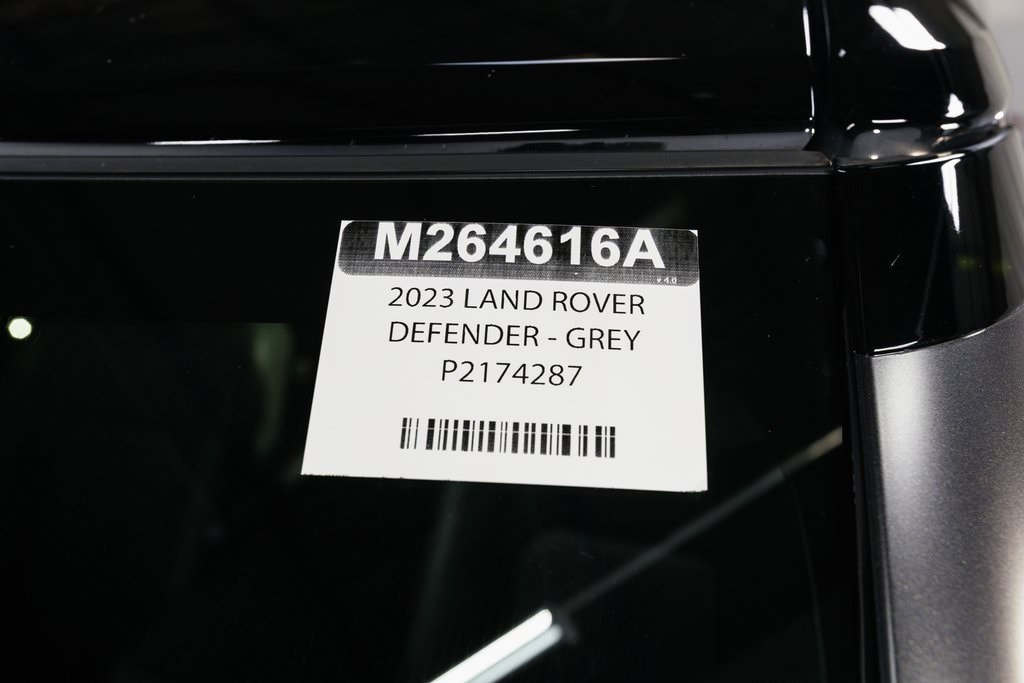 M264616A
v 4.0
2023 LAND ROVER
DEFENDER - GREY
P2174287